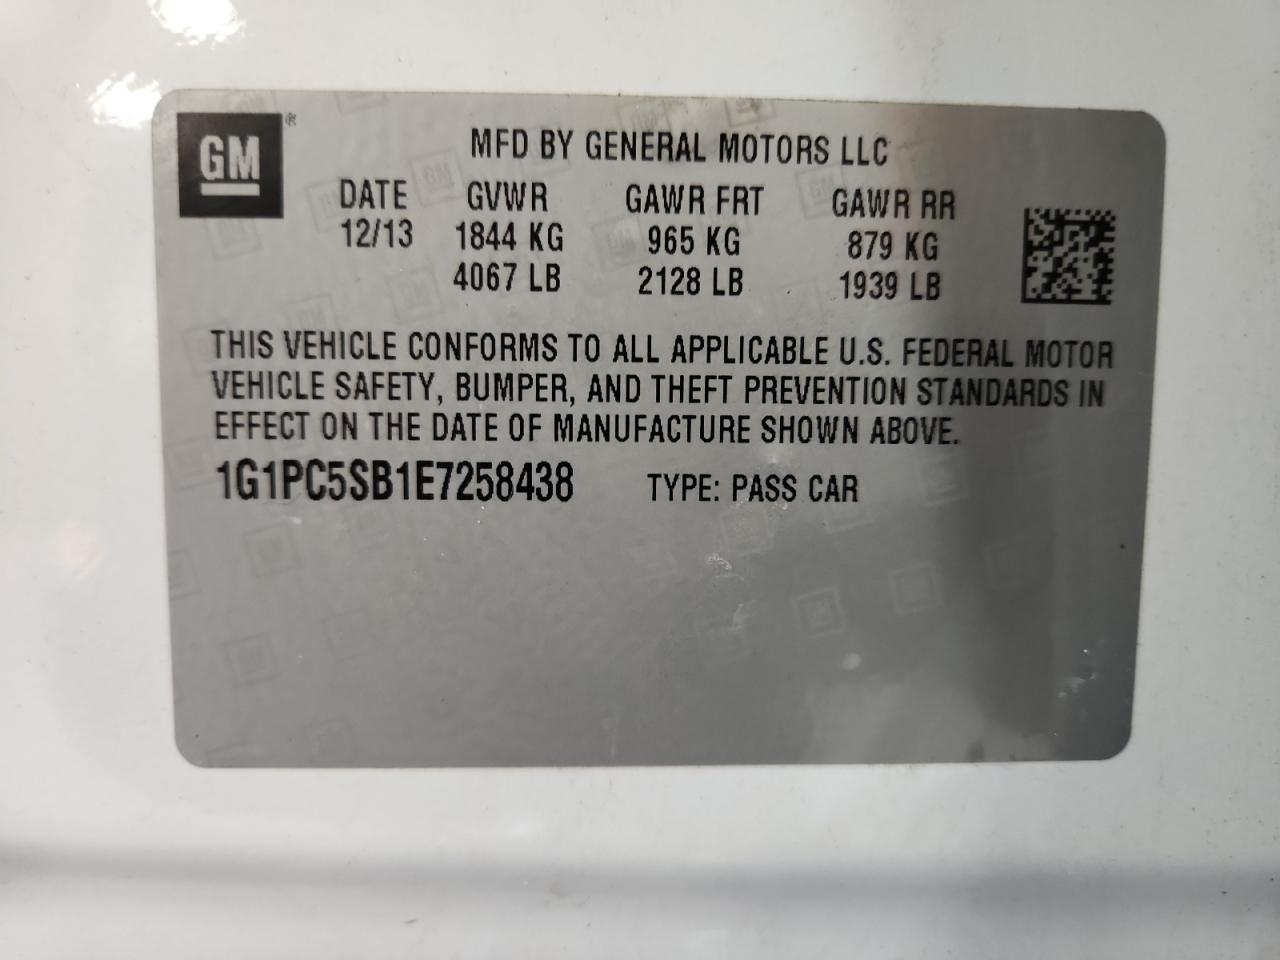 GM
MFD BY GENERAL MOTORS LLC
DATE GVWR GAWR FRT GAWR RR
12/13 1844 KG 965 KG 879 KG
4067 LB 2128 LB 1939 LB
THIS VEHICLE CONFORMS TO ALL APPLICABLE U.S. FEDERAL MOTOR
VEHICLE SAFETY, BUMPER, AND THEFT PREVENTION STANDARDS IN
EFFECT ON THE DATE OF MANUFACTURE SHOWN ABOVE.
1G1PC5SB1E7258438 TYPE: PASS CAR